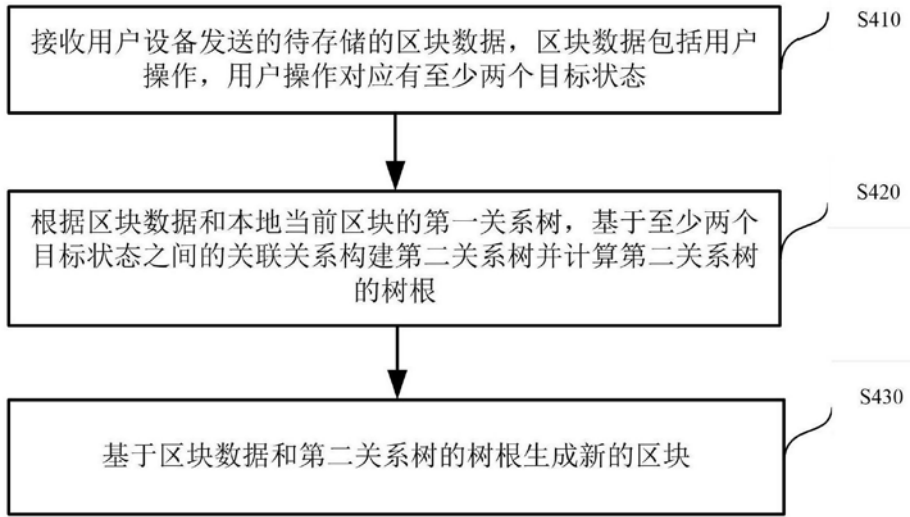 S410
接收用户设备发送的待存储的区块数据，区块数据包括用户
操作，用户操作对应有至少两个目标状态
S420
根据区块数据和本地当前区块的第一关系树，基于至少两个
目标状态之间的关联关系构建第二关系树并计算第二关系树
的树根
S430
基于区块数据和第二关系树的树根生成新的区块